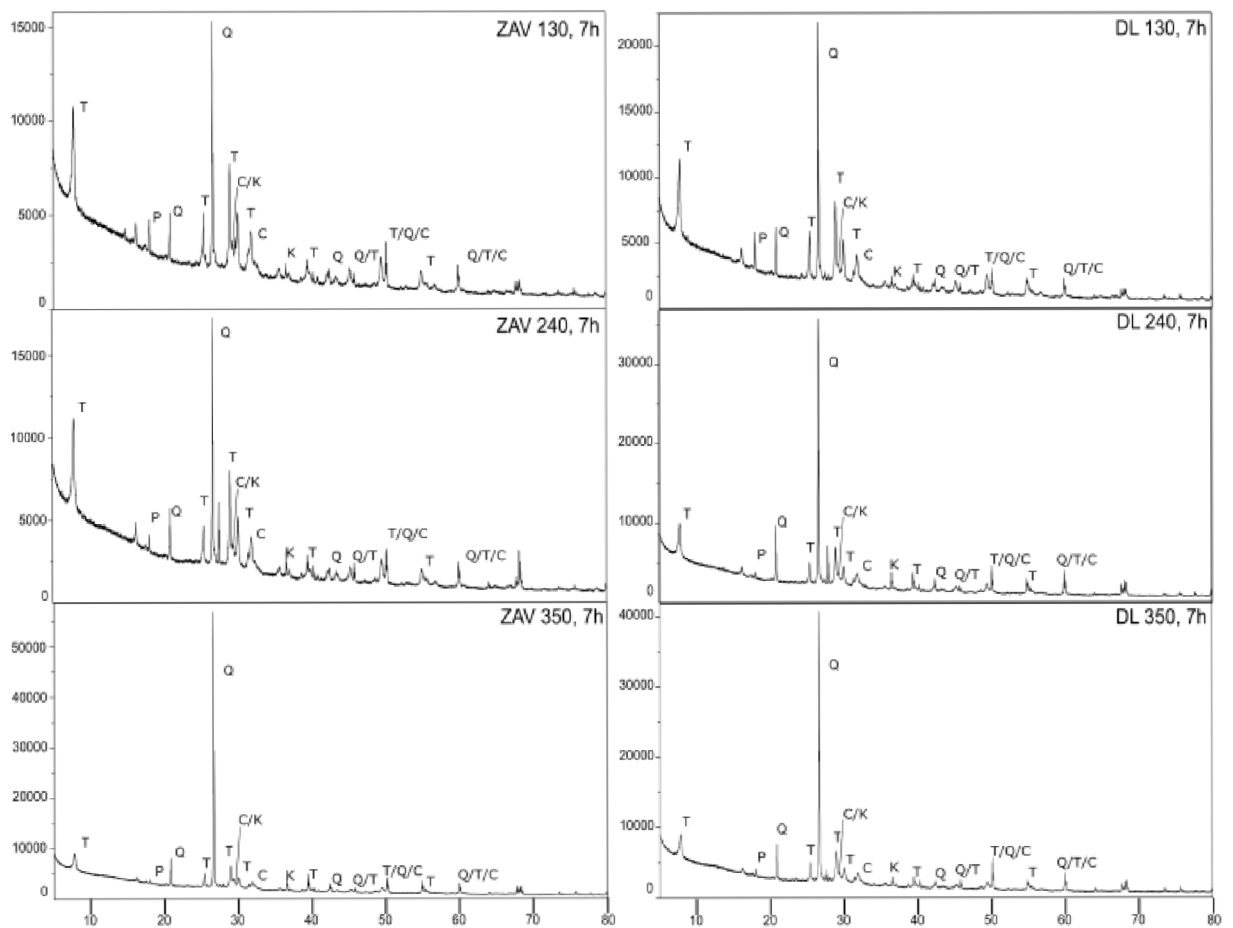 ZAV 130, 7h
15000
10000
5000
0
T P Q T Q T C/K T C K T Q Q/T T/Q/C T Q/T/C
DL 130, 7h
20000
15000
10000
5000
0
T P Q T Q T C/K T C K T Q Q/T T/Q/C T Q/T/C
ZAV 240, 7h
15000
10000
5000
0
T P Q T Q T C/K T C K T Q Q/T T/Q/C T Q/T/C
DL 240, 7h
30000
20000
10000
0
T P Q T Q T C/K T C K T Q Q/T T/Q/C T Q/T/C
ZAV 350, 7h
50000
40000
30000
20000
10000
0
T P Q T Q T C/K T C K T Q Q/T T/Q/C T Q/T/C
10 20 30 40 50 60 70 80
DL 350, 7h
40000
30000
20000
10000
0
T P Q T Q T C/K T C K T Q Q/T T/Q/C T Q/T/C
10 20 30 40 50 60 70 80